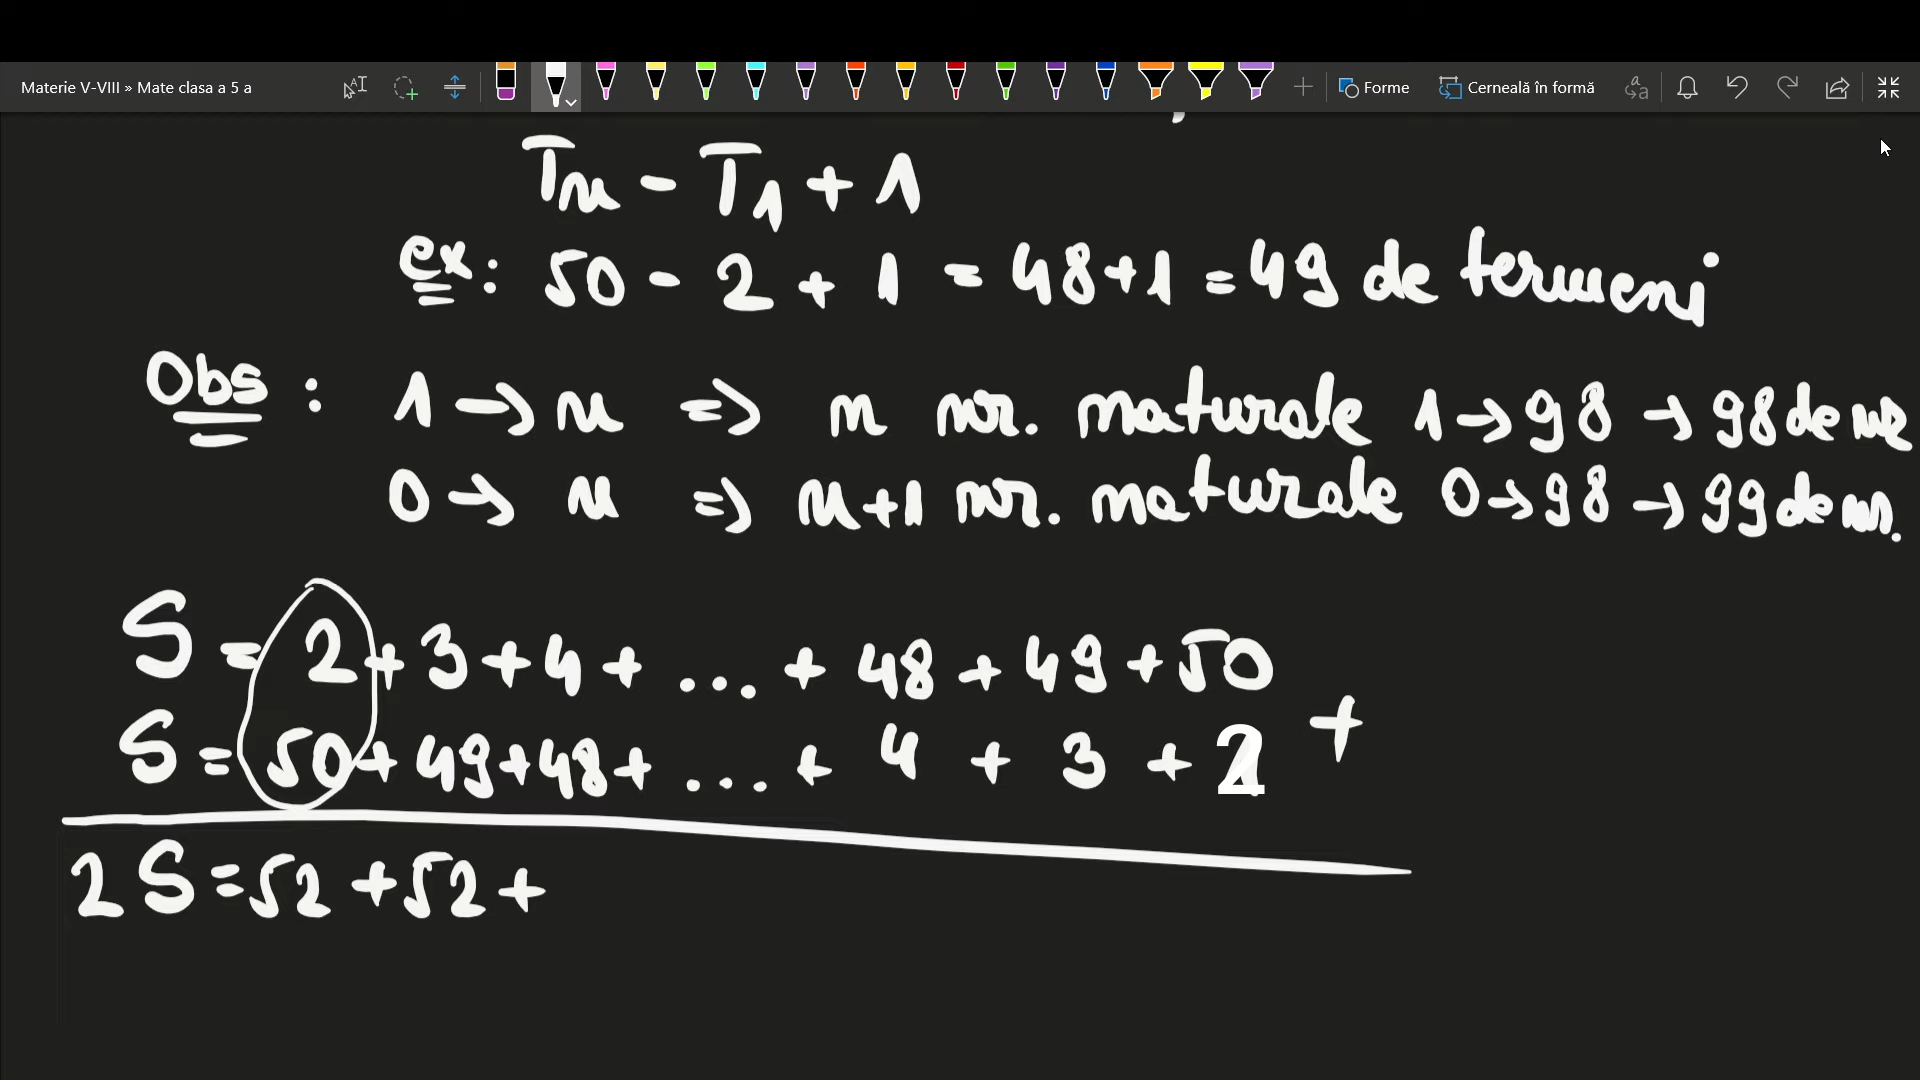 Materie V-VIII » Mate clasa a 5 a
Forme
Cerneală în formă
Tn - T1 + 1
ex: 50 - 2 + 1 = 48+1 = 49 de termeni
Obs: 1 → n => n nr. naturale 1→98 → 98 de nr
0 → n => n+1 nr. naturale 0→98 → 99 de nr.
S = 2 + 3 + 4 + ... + 48 + 49 + 50
S = 50 + 49 + 48 + ... + 4 + 3 + 2 +
2S = 52 + 52 +